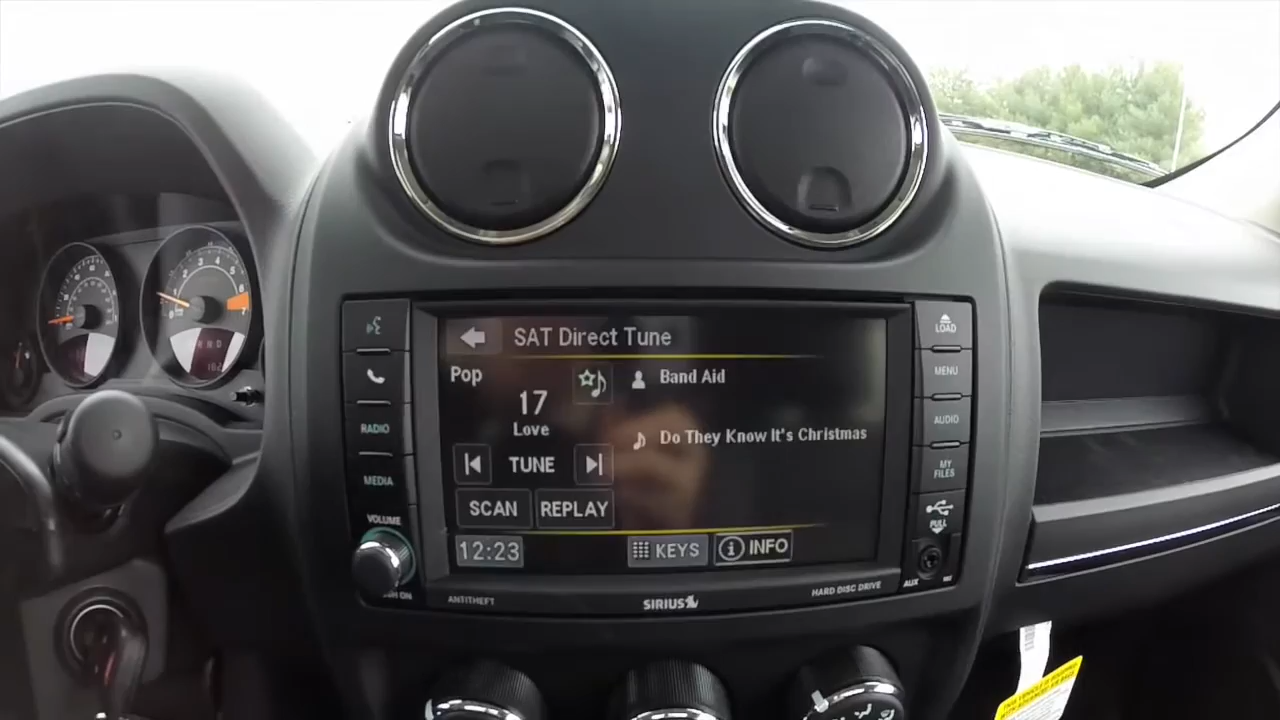 SAT Direct Tune
Pop
17
Love
Band Aid
Do They Know It's Christmas
TUNE
SCAN
REPLAY
12:23
KEYS
INFO
RADIO
MEDIA
VOLUME
LOAD
MENU
AUDIO
MY
FILES
PULL
AUX
ANTITHEFT
SIRIUS
HARD DISC DRIVE